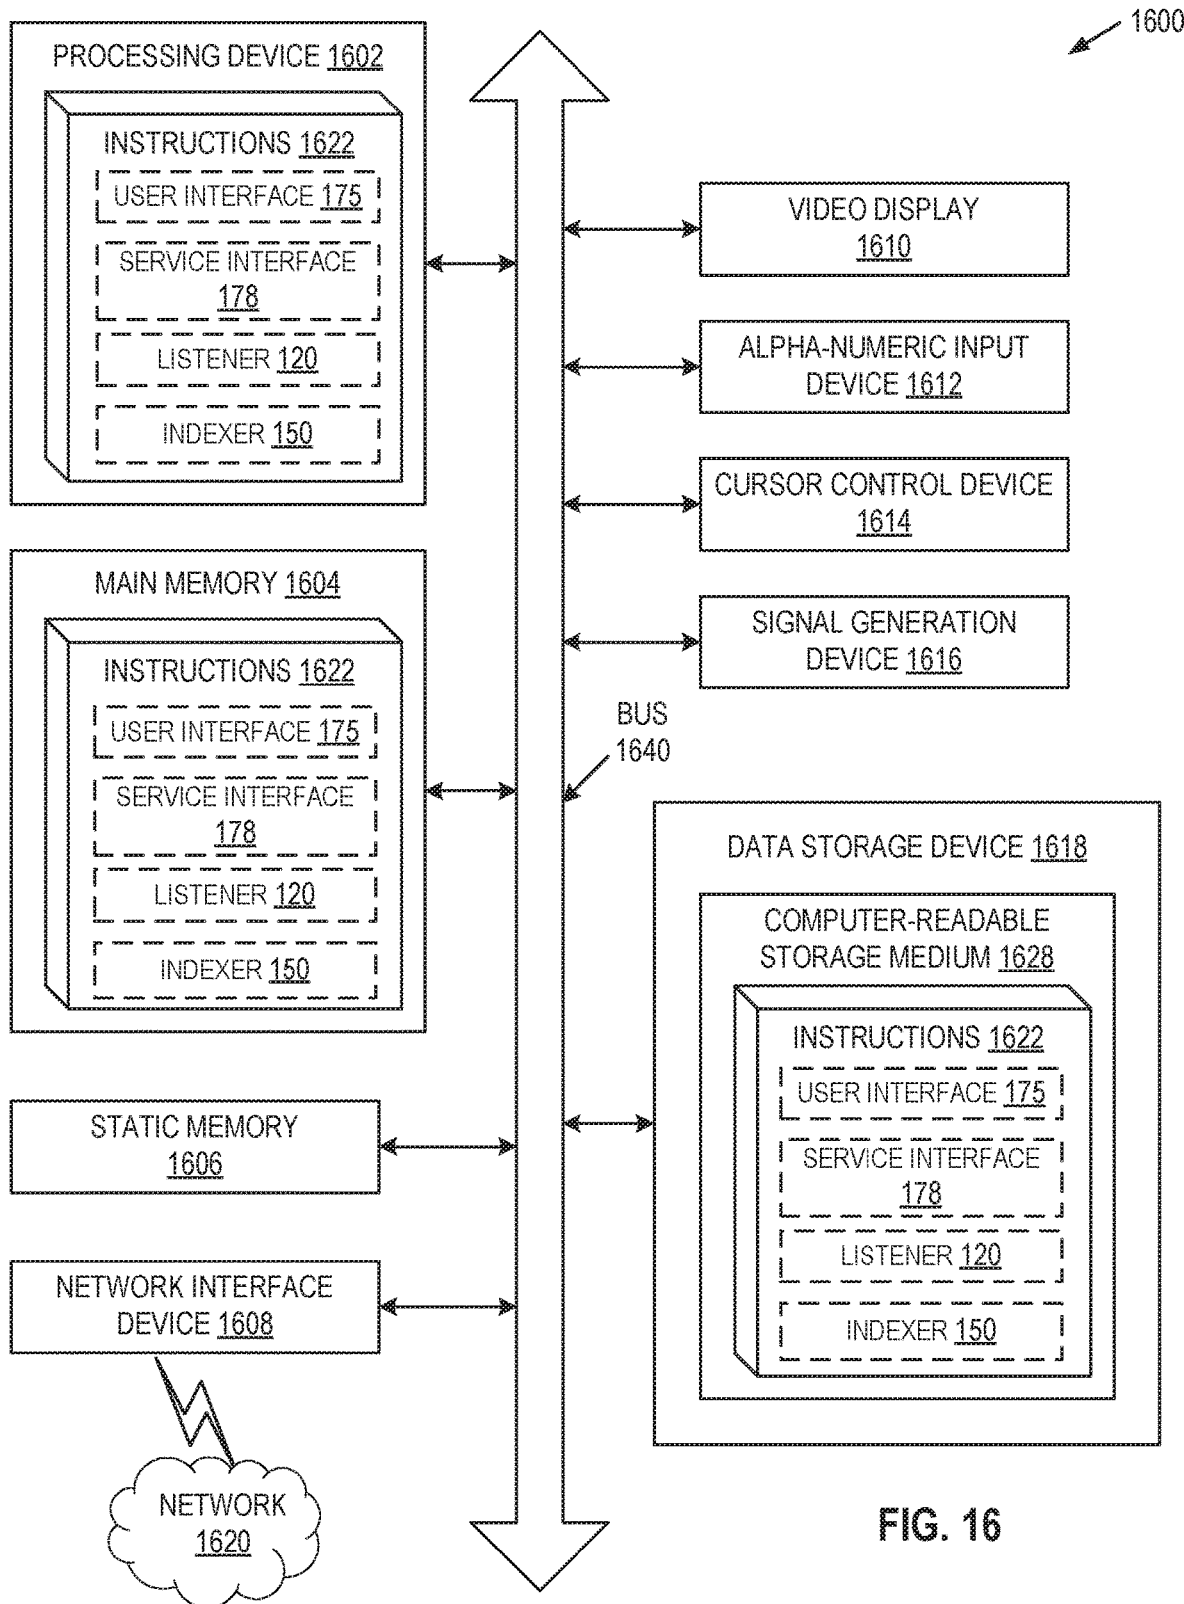 1600
PROCESSING DEVICE 1602
INSTRUCTIONS 1622
USER INTERFACE 175
SERVICE INTERFACE
178
LISTENER 120
INDEXER 150
MAIN MEMORY 1604
INSTRUCTIONS 1622
USER INTERFACE 175
SERVICE INTERFACE
178
LISTENER 120
INDEXER 150
STATIC MEMORY
1606
NETWORK INTERFACE
DEVICE 1608
NETWORK
1620
VIDEO DISPLAY
1610
ALPHA-NUMERIC INPUT
DEVICE 1612
CURSOR CONTROL DEVICE
1614
SIGNAL GENERATION
DEVICE 1616
BUS
1640
DATA STORAGE DEVICE 1618
COMPUTER-READABLE
STORAGE MEDIUM 1628
INSTRUCTIONS 1622
USER INTERFACE 175
SERVICE INTERFACE
178
LISTENER 120
INDEXER 150
FIG. 16